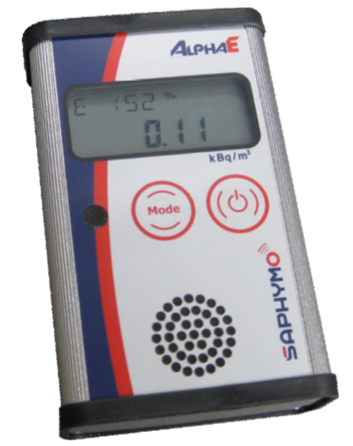 ALPHAE
E 152 %
0.11
kBq/m³
Mode
SAPHYMO